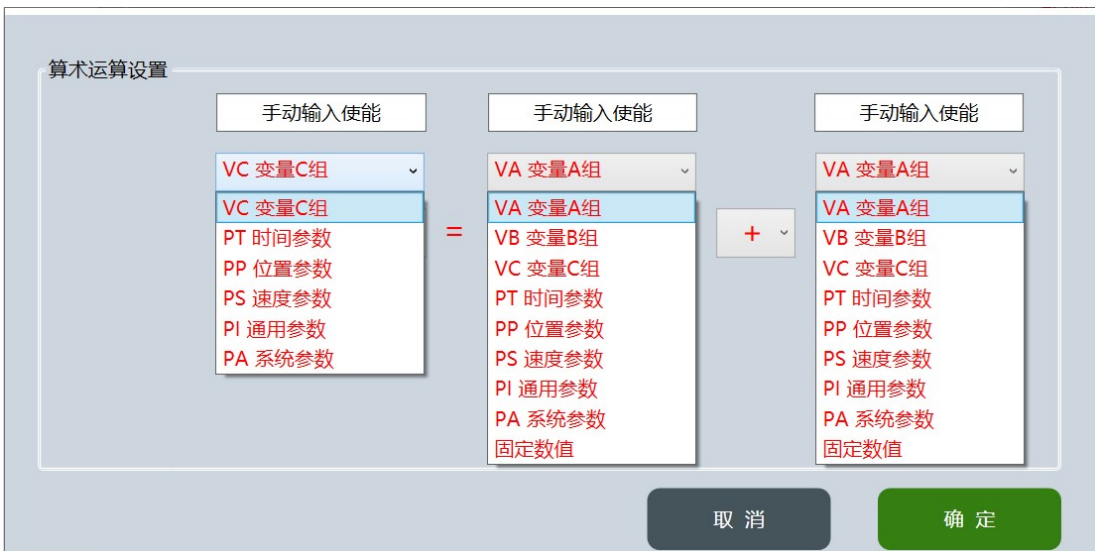 算术运算设置
手动输入使能 手动输入使能 手动输入使能
VC 变量C组 VA 变量A组 VA 变量A组
VC 变量C组 VA 变量A组 VA 变量A组
PT 时间参数 = VB 变量B组 + VB 变量B组
PP 位置参数 VC 变量C组 VC 变量C组
PS 速度参数 PT 时间参数 PT 时间参数
PI 通用参数 PP 位置参数 PP 位置参数
PA 系统参数 PS 速度参数 PS 速度参数
PI 通用参数 PI 通用参数
PA 系统参数 PA 系统参数
固定数值 固定数值
取 消 确 定